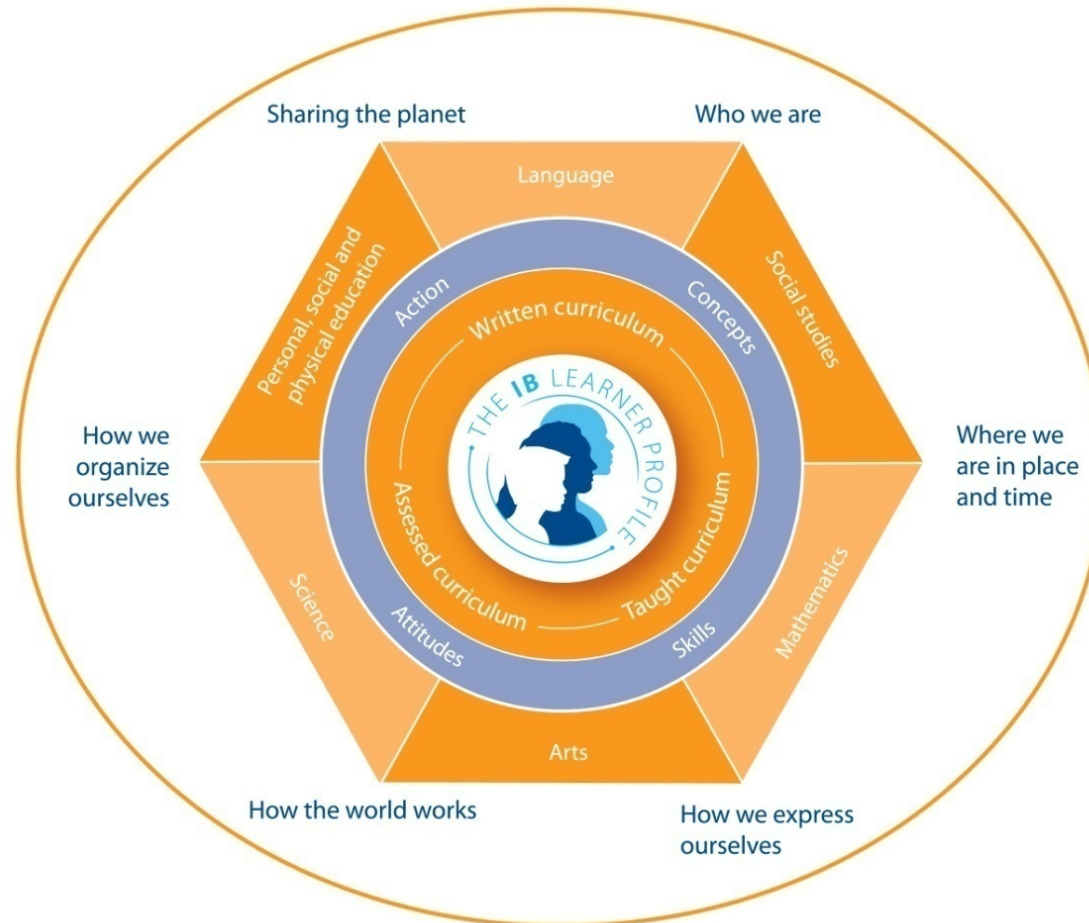 Sharing the planet
Who we are
Language
Personal, social and
physical education
Social studies
Action
Concepts
Written curriculum
THE IB LEARNER PROFILE
How we
organize
ourselves
Where we
are in place
and time
Assessed curriculum
Taught curriculum
Science
Mathematics
Attitudes
Skills
Arts
How the world works
How we express
ourselves